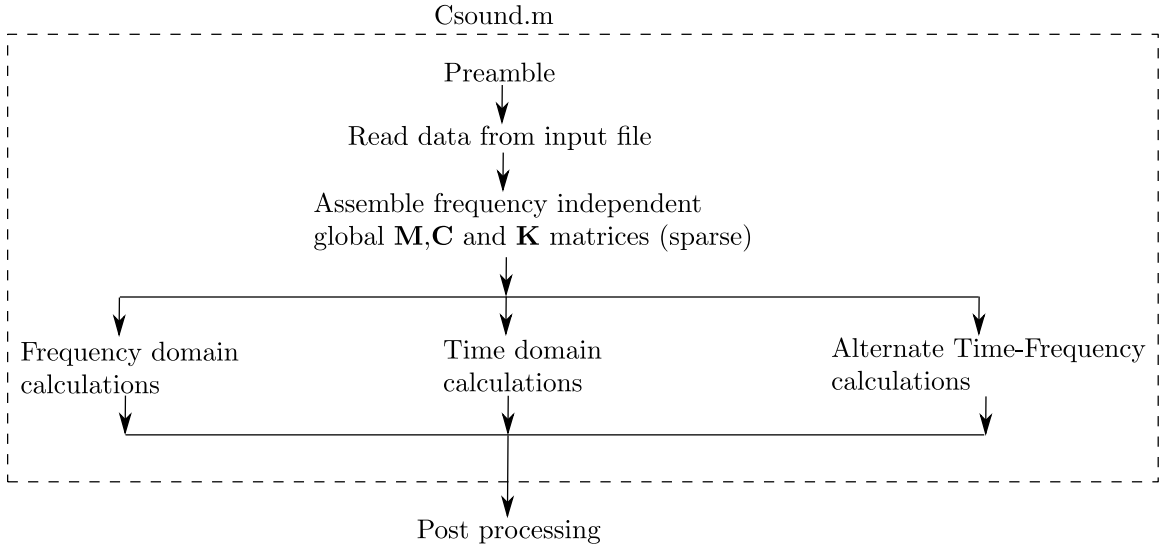 Csound.m
Preamble
Read data from input file
Assemble frequency independent
global M,C and K matrices (sparse)
Frequency domain
calculations
Time domain
calculations
Alternate Time-Frequency
calculations
Post processing